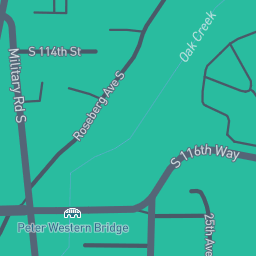 Oak Creek
S 114th St
Military Rd S
Roseberg Ave S
S 116th Way
25th Ave
Peter Western Bridge